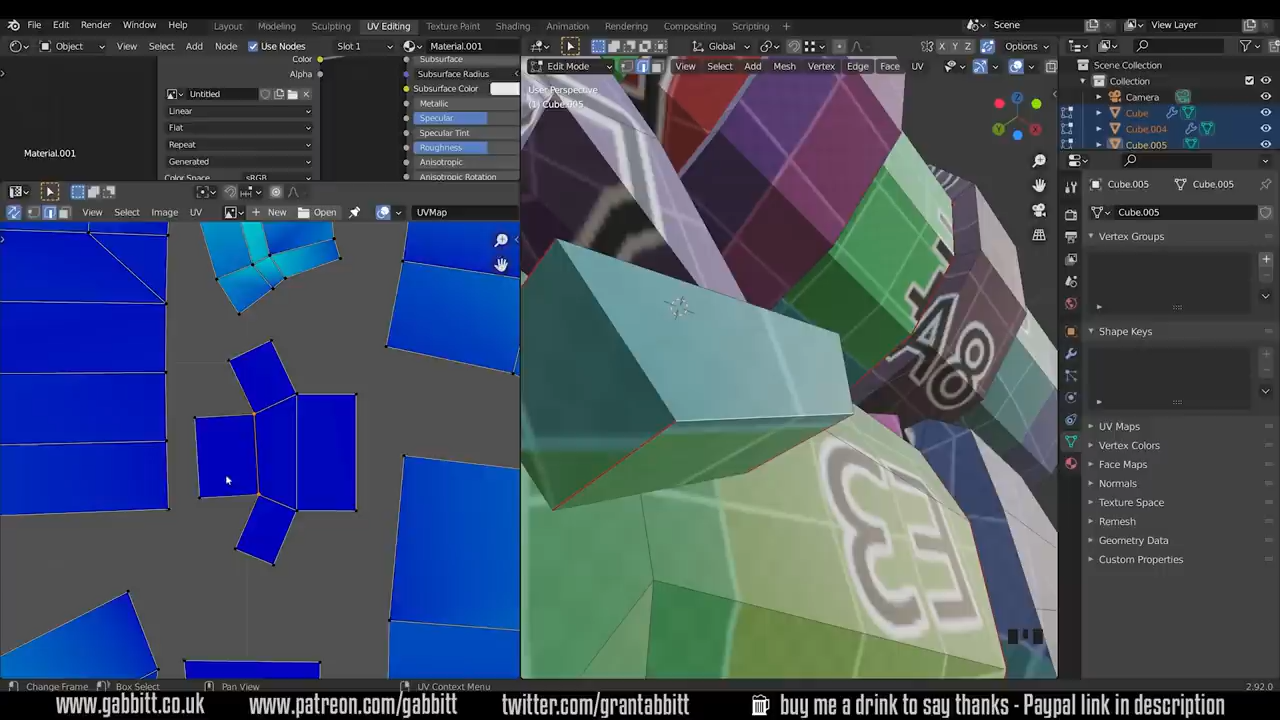 File Edit Render Window Help Layout Modeling Sculpting UV Editing Texture Paint Shading Animation Rendering Compositing Scripting + Scene View Layer
Object View Select Add Node Use Nodes Slot 1 Material.001 Global X Y Z Options
Edit Mode View Select Add Mesh Vertex Edge Face UV
Color
Alpha
Untitled
Linear
Flat
Repeat
Generated
Color Space sRGB
Material.001
Subsurface
Subsurface Radius
Subsurface Color
Metallic
Specular
Specular Tint
Roughness
Anisotropic
Anisotropic Rotation
View Select Image UV New Open UVMap
User Perspective
(1) Cube.005
A8
E3
Scene Collection
Collection
Camera
Cube
Cube.004
Cube.005
Cube.005 Cube.005
Cube.005
Vertex Groups
Shape Keys
UV Maps
Vertex Colors
Face Maps
Normals
Texture Space
Remesh
Geometry Data
Custom Properties
Change Frame Box Select Pan View UV Context Menu 2.92.0
www.gabbitt.co.uk www.patreon.com/gabbitt twitter.com/grantabbitt buy me a drink to say thanks - Paypal link in description